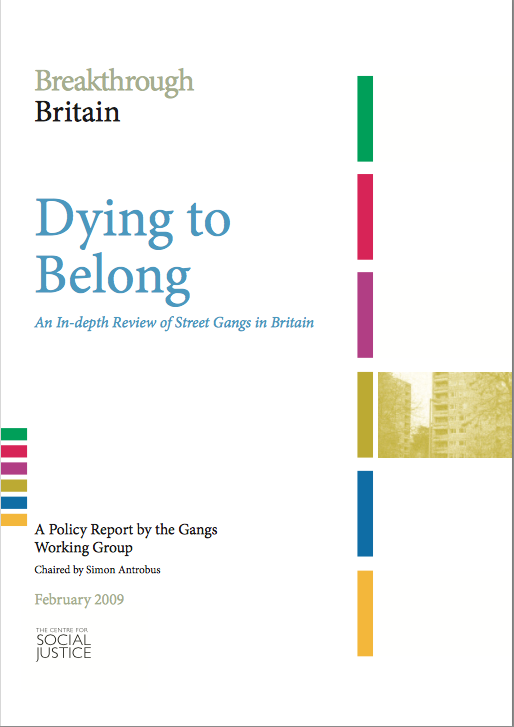 Breakthrough
Britain
Dying to
Belong
An In-depth Review of Street Gangs in Britain
A Policy Report by the Gangs
Working Group
Chaired by Simon Antrobus
February 2009
THE CENTRE FOR
SOCIAL
JUSTICE